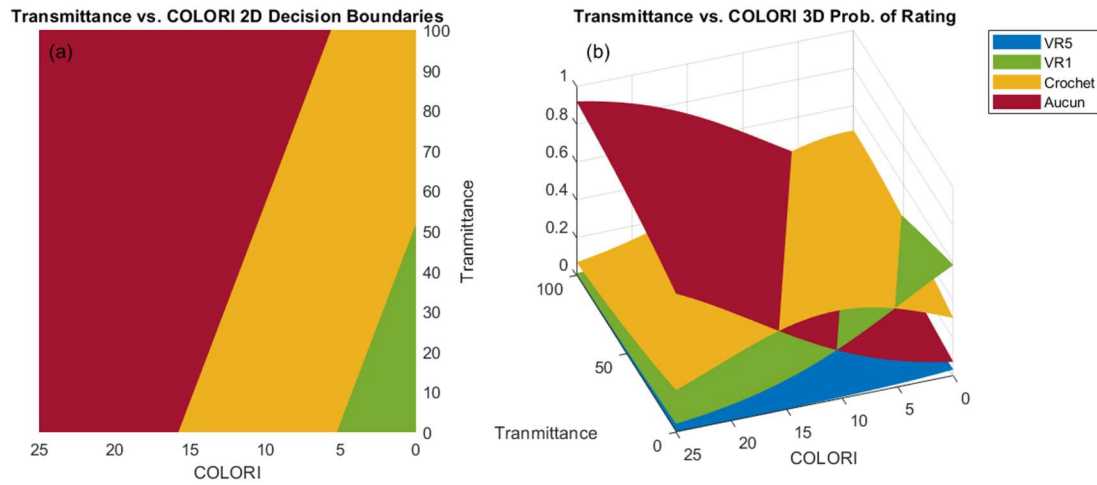 Transmittance vs. COLORI 2D Decision Boundaries
(a)
100
90
80
70
60
50
40
30
20
10
0
Tranmittance
25 20 15 10 5 0
COLORI
Transmittance vs. COLORI 3D Prob. of Rating
(b)
VR5
VR1
Crochet
Aucun
1
0.8
0.6
0.4
0.2
0
100
50
0
Tranmittance
25 20 15 10 5 0
COLORI